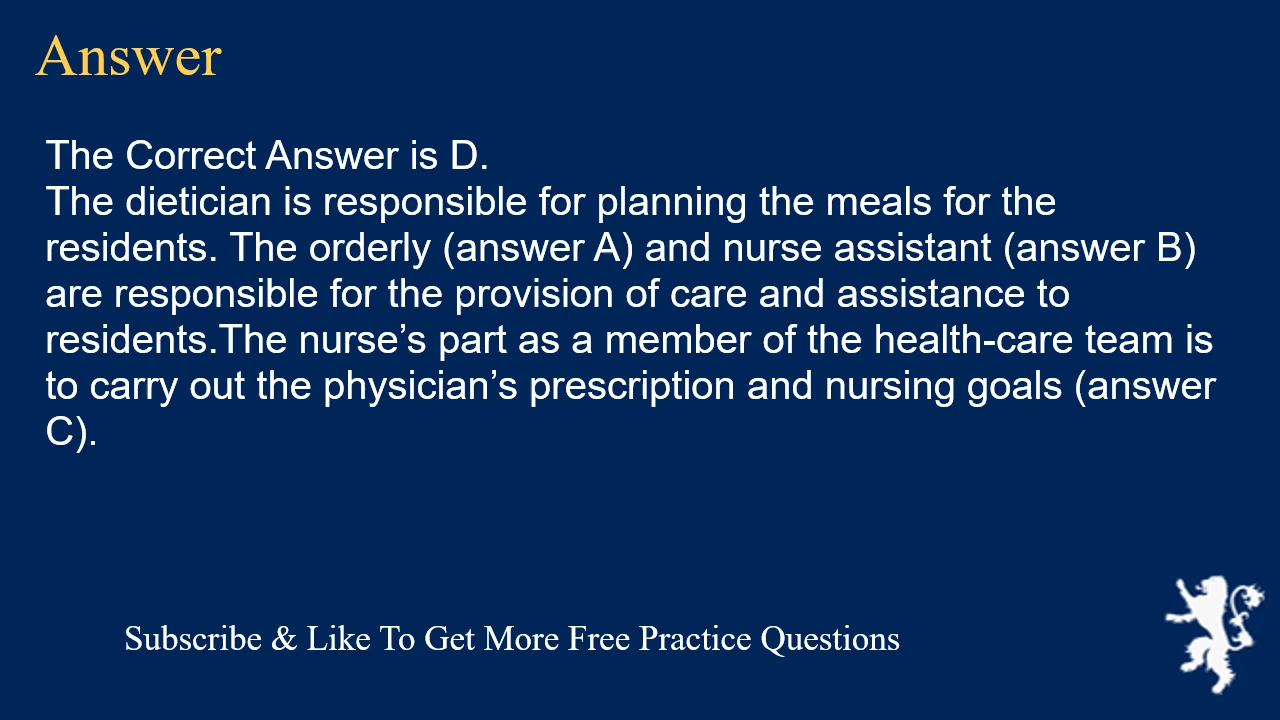 Answer
The Correct Answer is D.
The dietician is responsible for planning the meals for the
residents. The orderly (answer A) and nurse assistant (answer B)
are responsible for the provision of care and assistance to
residents.The nurse’s part as a member of the health-care team is
to carry out the physician’s prescription and nursing goals (answer
C).
Subscribe & Like To Get More Free Practice Questions